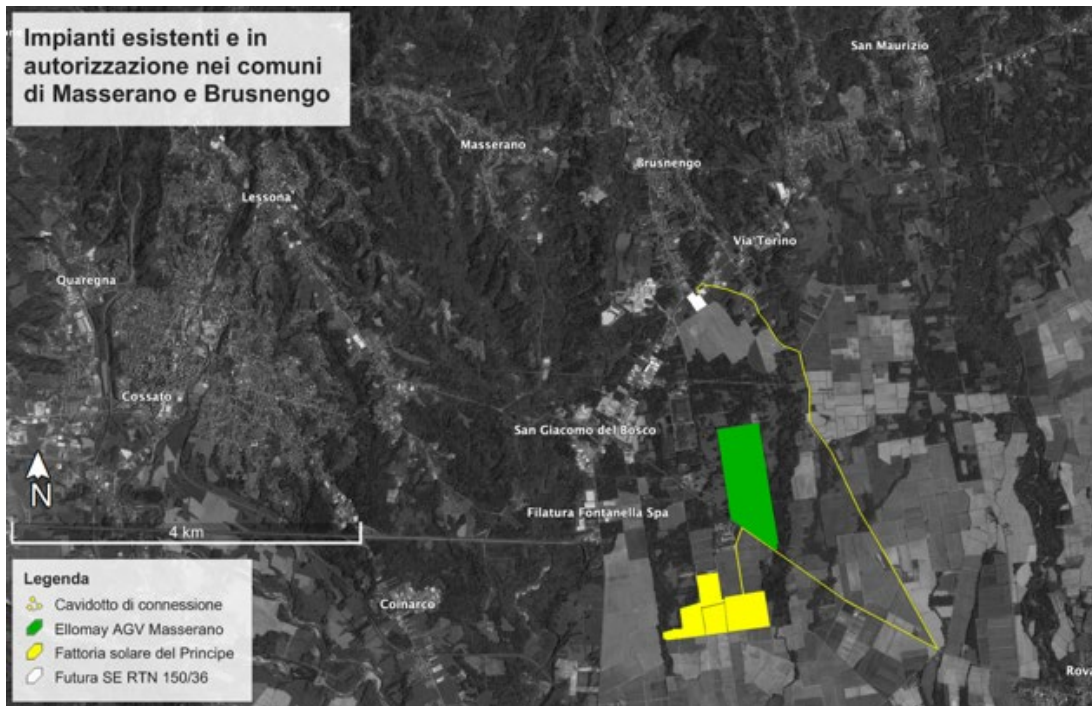 Impianti esistenti e in
autorizzazione nei comuni
di Masserano e Brusnengo
San Maurizio
Masserano
Brusnengo
Lessona
Via Torino
Quaregna
Cossato
San Giacomo del Bosco
N
Filatura Fontanella Spa
4 km
Legenda
Cavidotto di connessione
Ellomay AGV Masserano
Fattoria solare del Principe
Futura SE RTN 150/36
Coinarco
Rova